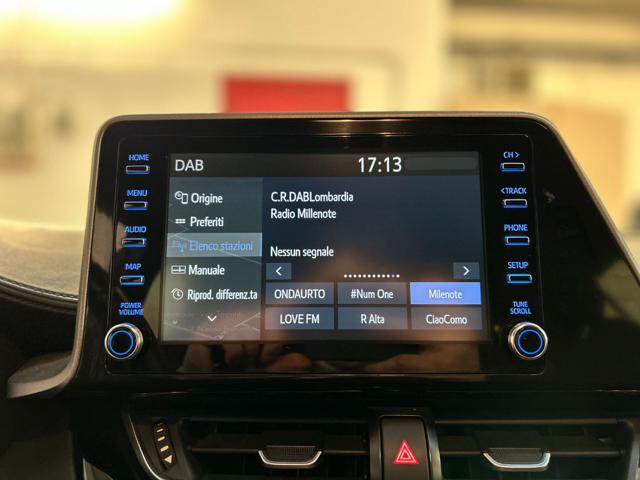 HOME
MENU
AUDIO
MAP
POWER
VOLUME
DAB
17:13
Origine
Preferiti
Elenco stazioni
Manuale
Riprod. differenz.ta
C.R.DABLombardia
Radio Millenote
Nessun segnale
< >
ONDAURTO #Num One Milenote
LOVE FM R Alta CiaoComo
CH >
< TRACK
PHONE
SETUP
TUNE
SCROLL